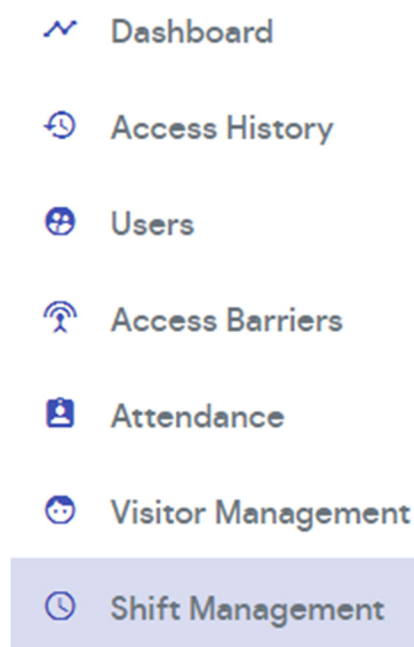 Dashboard
Access History
Users
Access Barriers
Attendance
Visitor Management
Shift Management